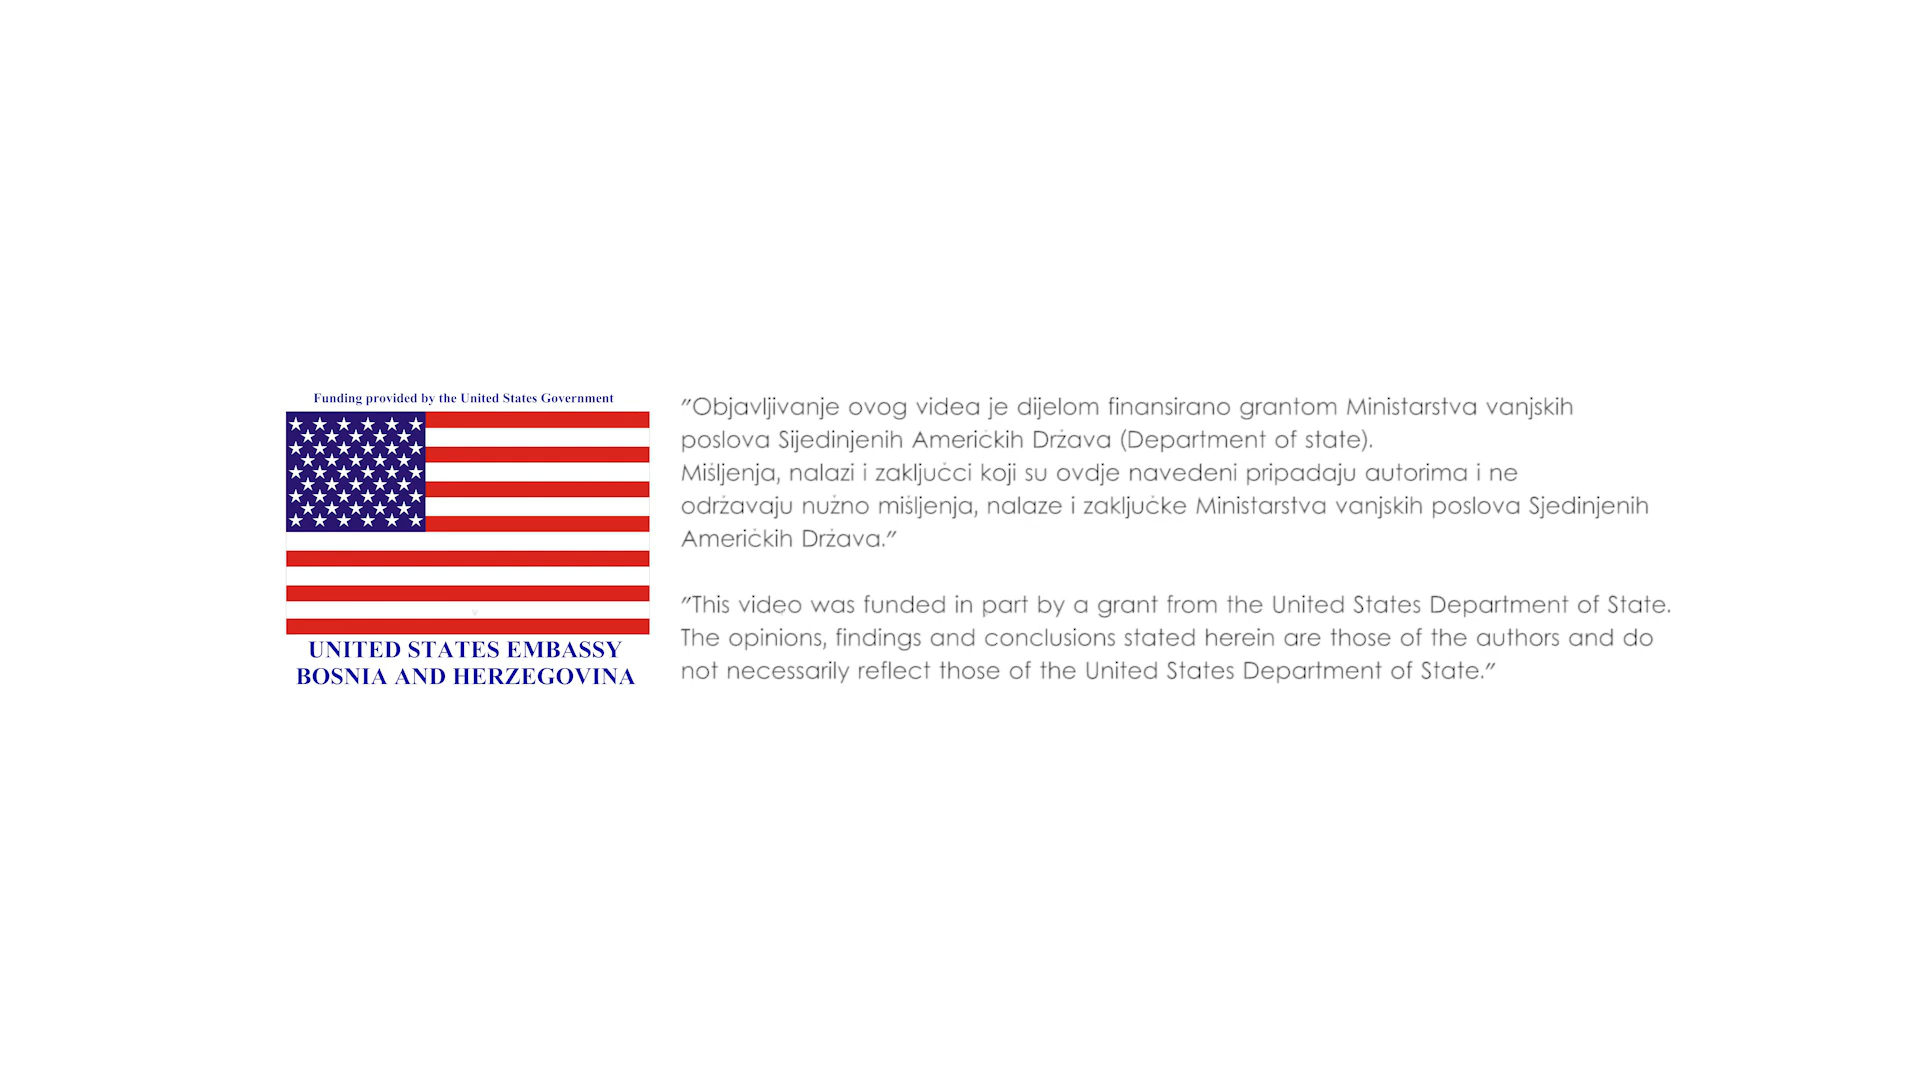 Funding provided by the United States Government
UNITED STATES EMBASSY
BOSNIA AND HERZEGOVINA
"Objavljivanje ovog videa je dijelom finansirano grantom Ministarstva vanjskih
poslova Sijedinjenih Američkih Država (Department of state).
Mišljenja, nalazi i zaključci koji su ovdje navedeni pripadaju autorima i ne
održavaju nužno mišljenja, nalaze i zaključke Ministarstva vanjskih poslova Sjedinjenih
Američkih Država."
"This video was funded in part by a grant from the United States Department of State.
The opinions, findings and conclusions stated herein are those of the authors and do
not necessarily reflect those of the United States Department of State."